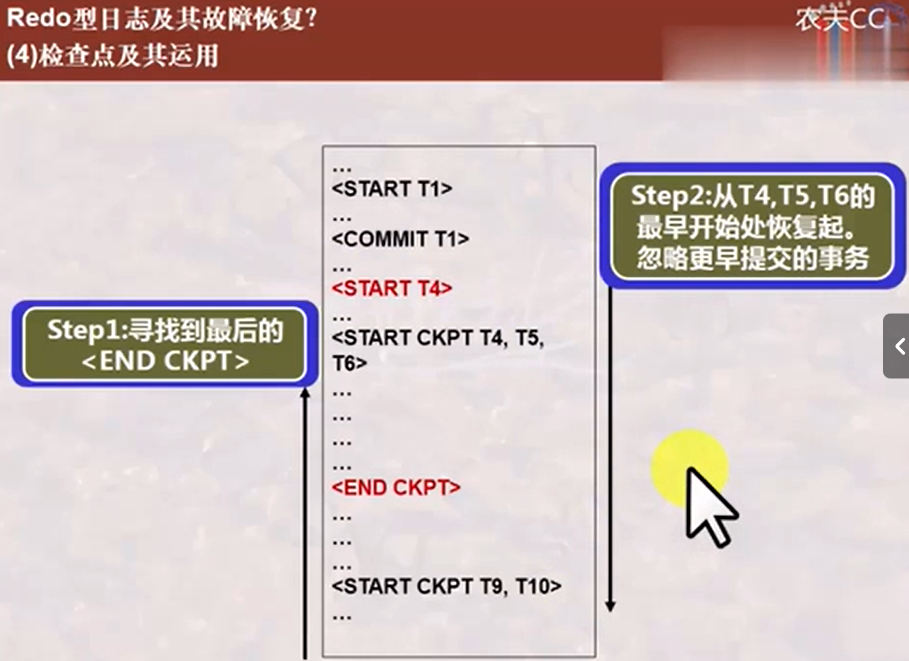 Redo型日志及其故障恢复?
(4)检查点及其运用
农夫CC
...
<START T1>
...
<COMMIT T1>
...
<START T4>
...
<START CKPT T4, T5,
T6>
...
...
...
...
<END CKPT>
...
...
...
<START CKPT T9, T10>
...
Step1:寻找到最后的
<END CKPT>
Step2:从T4,T5,T6的
最早开始处恢复起。
忽略更早提交的事务